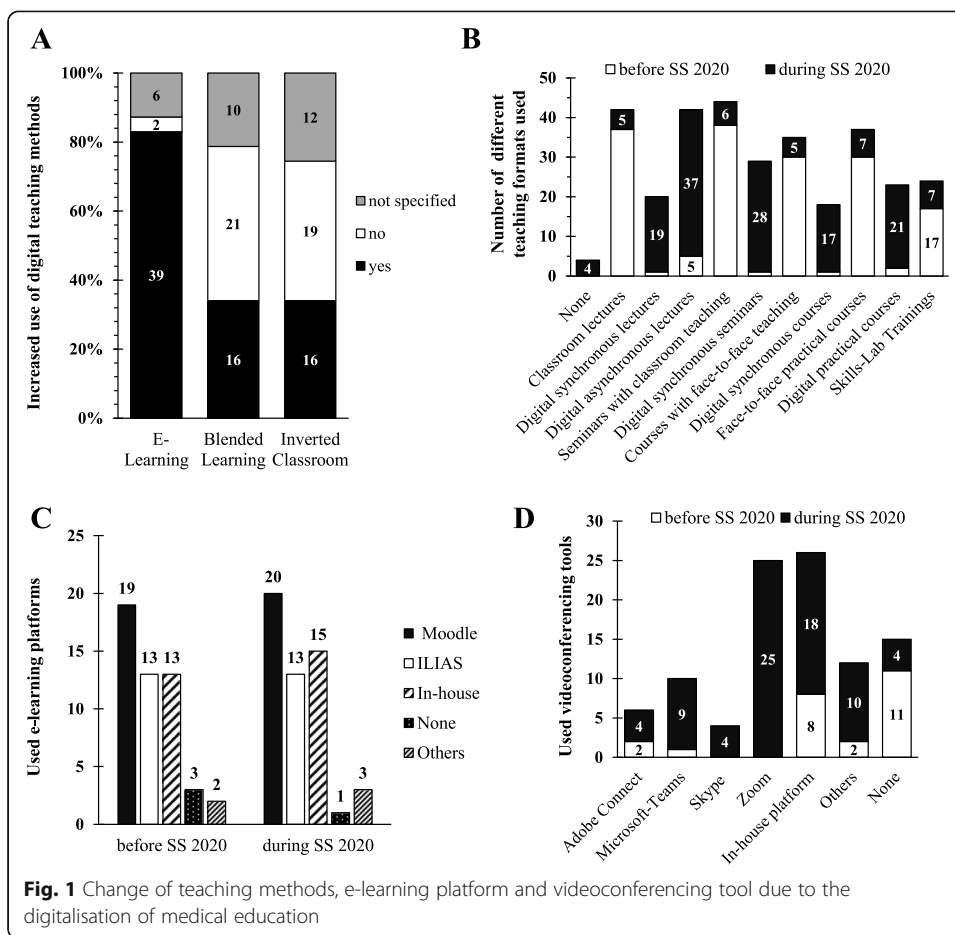 A
Increased use of digital teaching methods
100%
80%
60%
40%
20%
0%
6
2
39
10
21
16
12
19
16
not specified
no
yes
E-
Learning
Blended
Learning
Inverted
Classroom
B
before SS 2020
during SS 2020
Number of different
teaching formats used
50
40
30
20
10
0
4
5
19
37
5
6
28
5
17
7
21
7
17
None
Classroom lectures
Digital synchronous lectures
Digital asynchronous lectures
Seminars with classroom teaching
Digital synchronous seminars
Courses with face-to-face teaching
Digital synchronous courses
Face-to-face practical courses
Digital practical courses
Skills-Lab Trainings
C
Used e-learning platforms
25
20
15
10
5
0
19
13
13
3
2
20
13
15
1
3
before SS 2020
during SS 2020
Moodle
ILIAS
In-house
None
Others
D
before SS 2020
during SS 2020
Used videoconferencing tools
30
25
20
15
10
5
0
4
2
9
4
25
18
8
10
2
4
11
Adobe Connect
Microsoft-Teams
Skype
Zoom
In-house platform
Others
None
Fig. 1 Change of teaching methods, e-learning platform and videoconferencing tool due to the
digitalisation of medical education